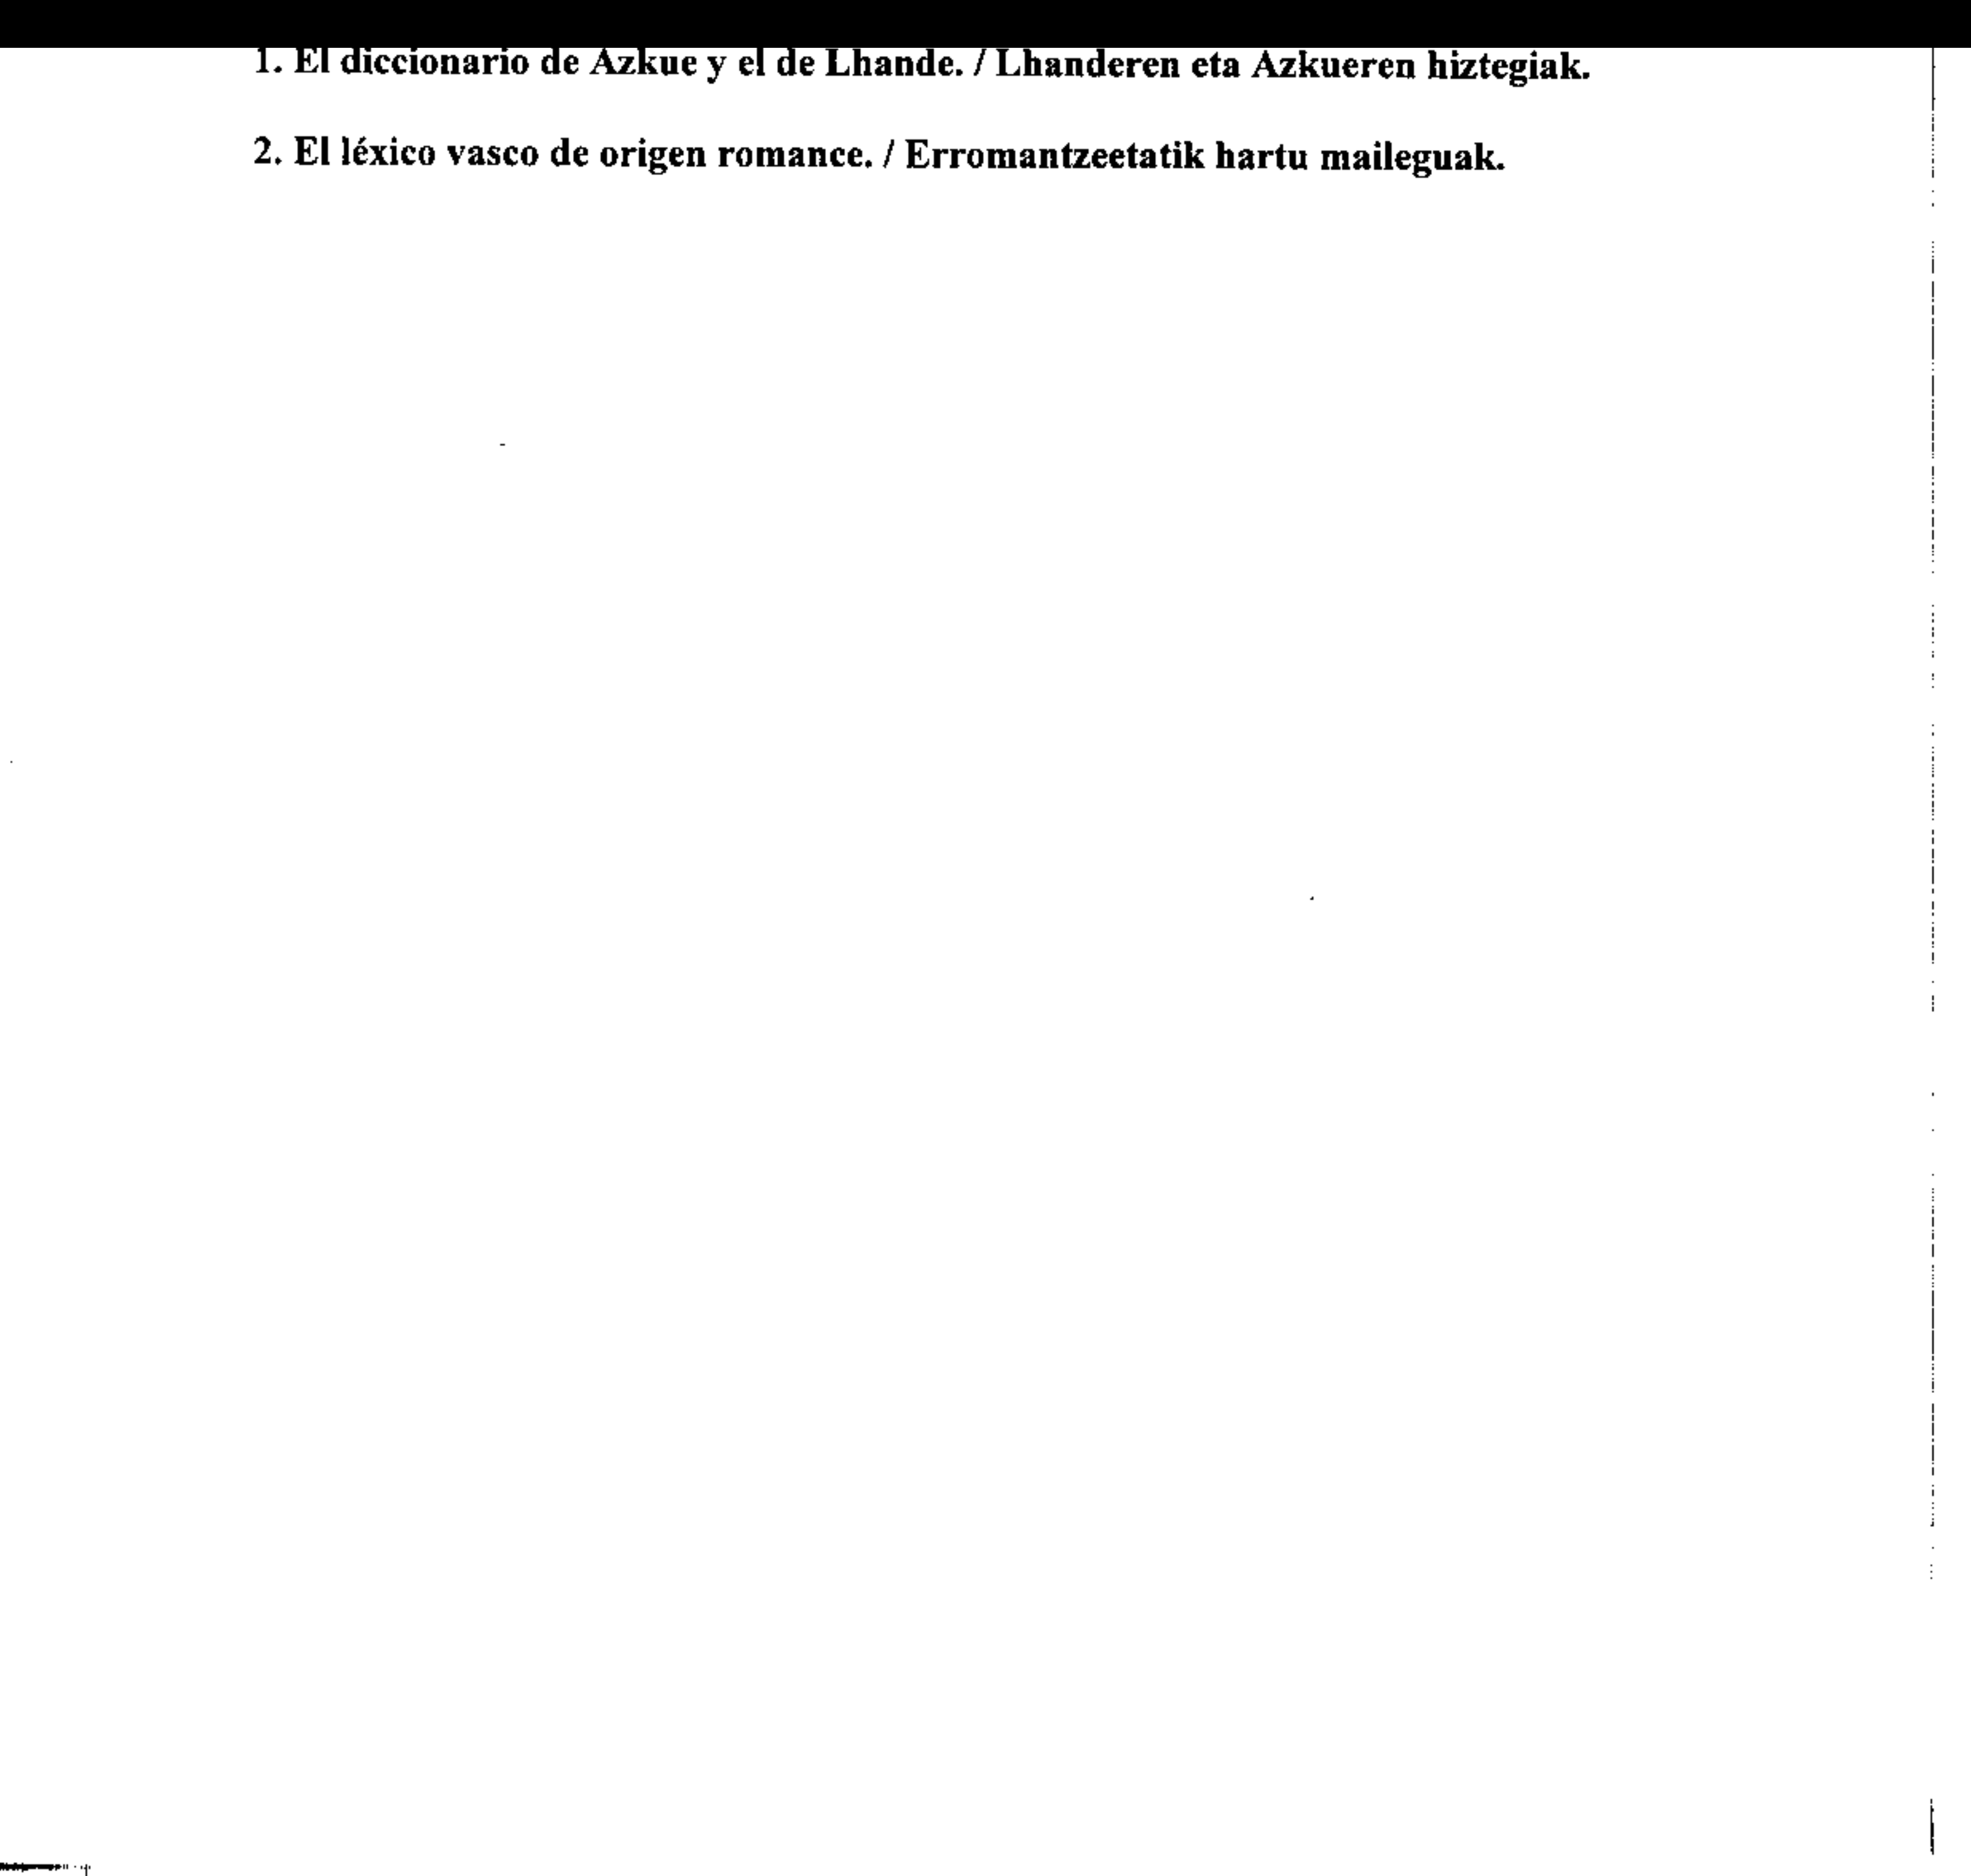 1. El diccionario de Azkue y el de Lhande. / Lhanderen eta Azkueren hiztegiak.
2. El léxico vasco de origen romance. / Erromantzeetatik hartu maileguak.